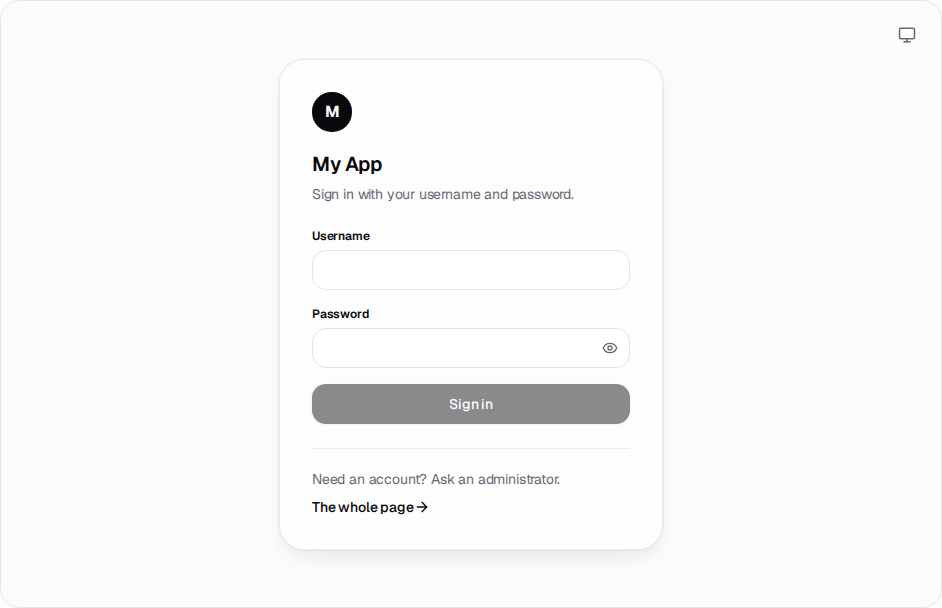 M
My App
Sign in with your username and password.
Username
Password
Sign in
Need an account? Ask an administrator.
The whole page →